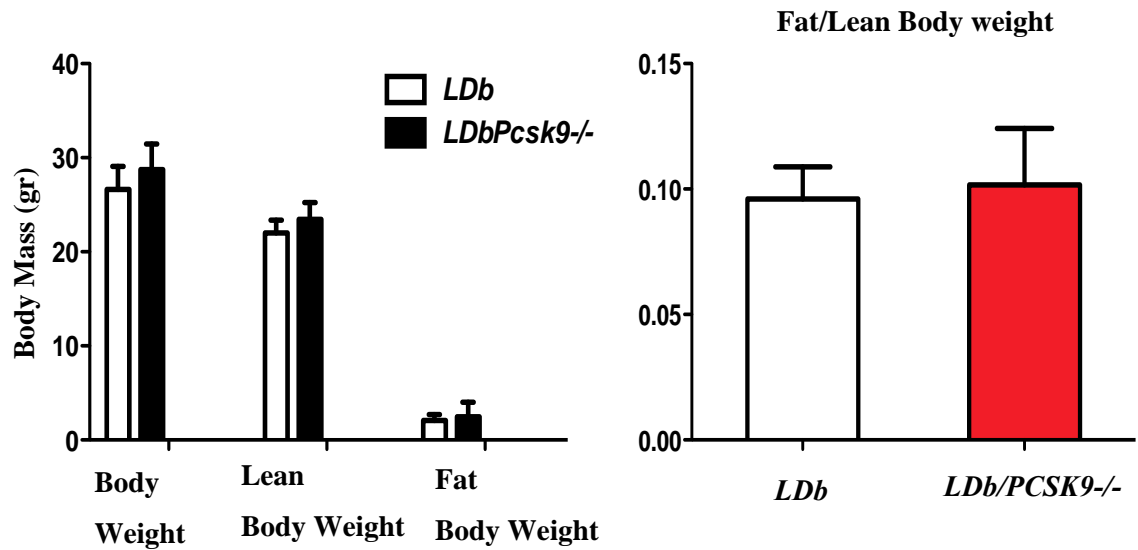 Fat/Lean Body weight
Body Mass (gr)
40
30
20
10
0
LDb
LDbPcsk9-/-
Body
Weight
Lean
Body Weight
Fat
Body Weight
0.15
0.10
0.05
0.00
LDb
LDb/PCSK9-/-